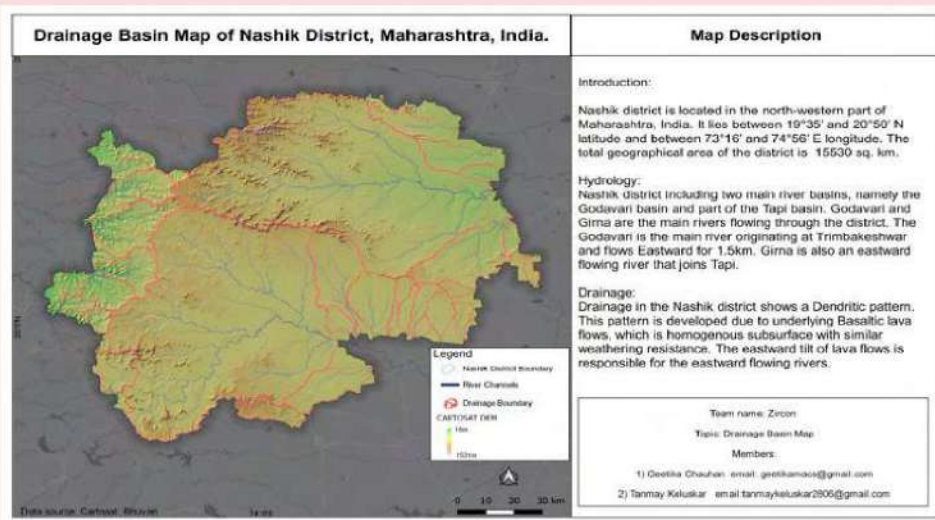 Drainage Basin Map of Nashik District, Maharashtra, India.
Map Description
Introduction:
Nashik district is located in the north-western part of
Maharashtra, India. It lies between 19°35' and 20°50' N
latitude and between 73°16' and 74°56' E longitude. The
total geographical area of the district is 15530 sq. km.
Hydrology:
Nashik district including two main river basins, namely the
Godavari basin and part of the Tapi basin. Godavari and
Girna are the main rivers flowing through the district. The
Godavari is the main river originating at Trimbakeshwar
and flows Eastward for 1.5km. Girna is also an eastward
flowing river that joins Tapi.
Drainage:
Drainage in the Nashik district shows a Dendritic pattern.
This pattern is developed due to underlying Basaltic lava
flows, which is homogenous subsurface with similar
weathering resistance. The eastward tilt of lava flows is
responsible for the eastward flowing rivers.
Legend
Nashik District Boundary
River Channels
Drainage Boundary
CARTOSAT DEM
0 10 20 30 km
Data source: Cartosat, Bhuvan
Team name: Zircon
Topic: Drainage Basin Map
Members:
1) Geetika Chauhan email: geetikamacs@gmail.com
2) Tanmay Keluskar email:tanmaykeluskar2806@gmail.com